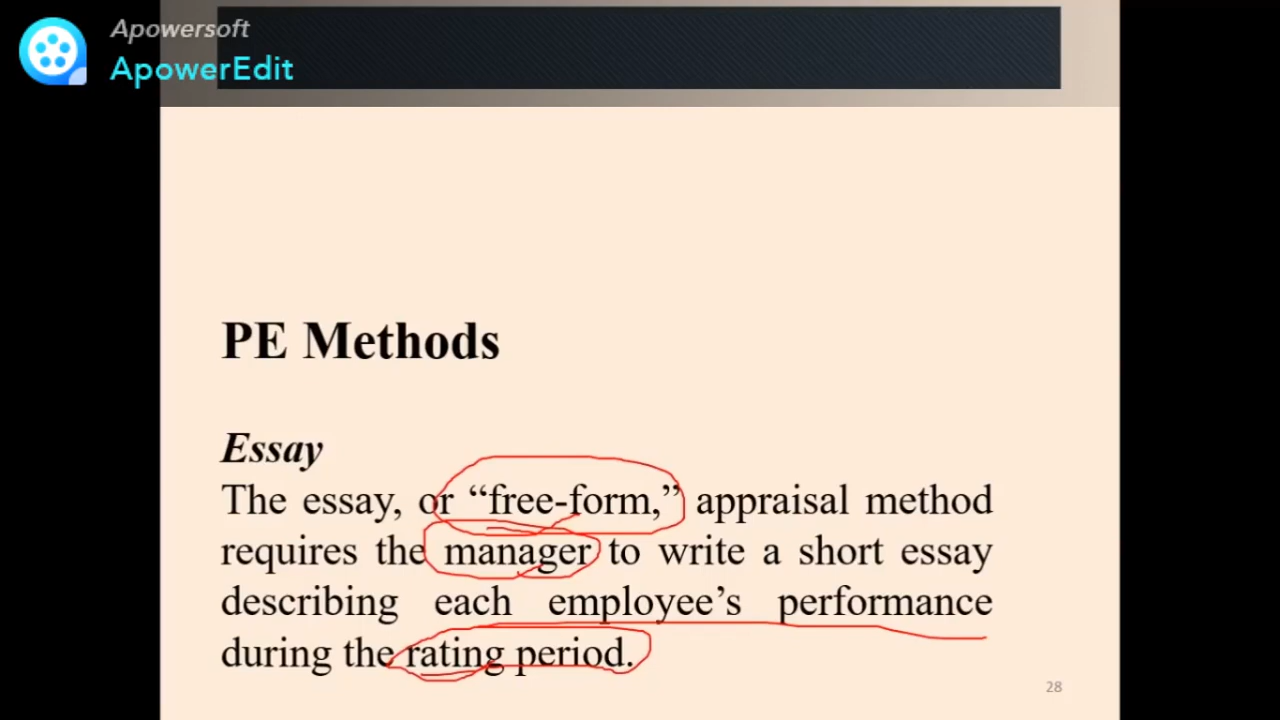 Apowersoft
ApowerEdit
PE Methods
Essay
The essay, or “free-form,” appraisal method
requires the manager to write a short essay
describing each employee’s performance
during the rating period.
28